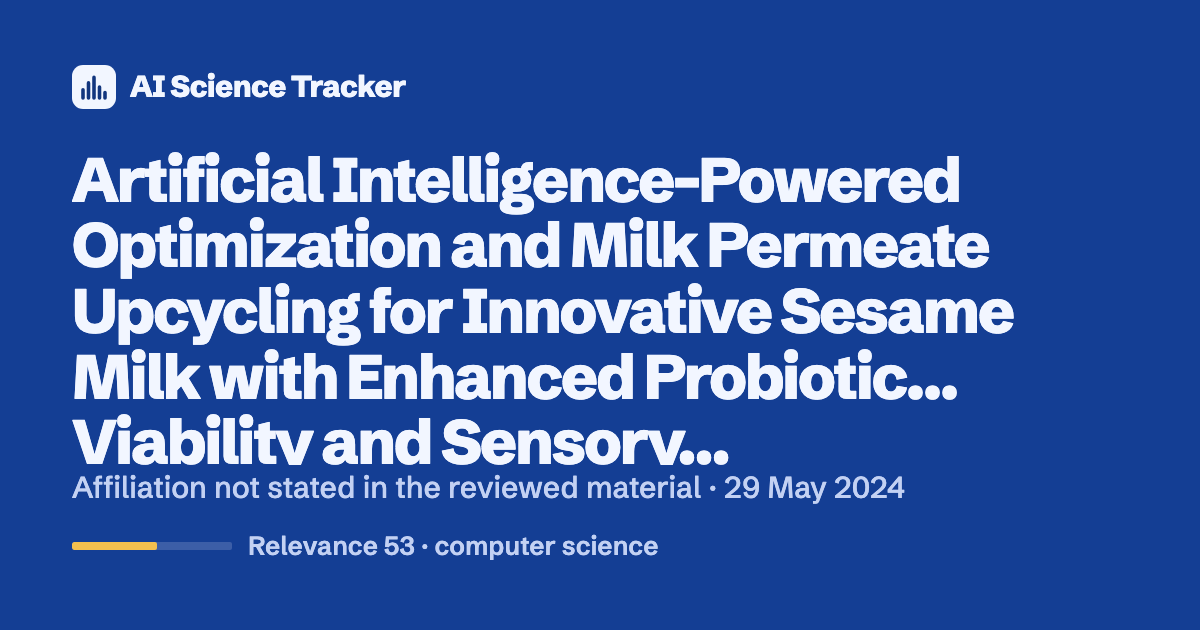 AI Science Tracker
Artificial Intelligence-Powered
Optimization and Milk Permeate
Upcycling for Innovative Sesame
Milk with Enhanced Probiotic...
Viability and Sensory...
Affiliation not stated in the reviewed material · 29 May 2024
Relevance 53 · computer science